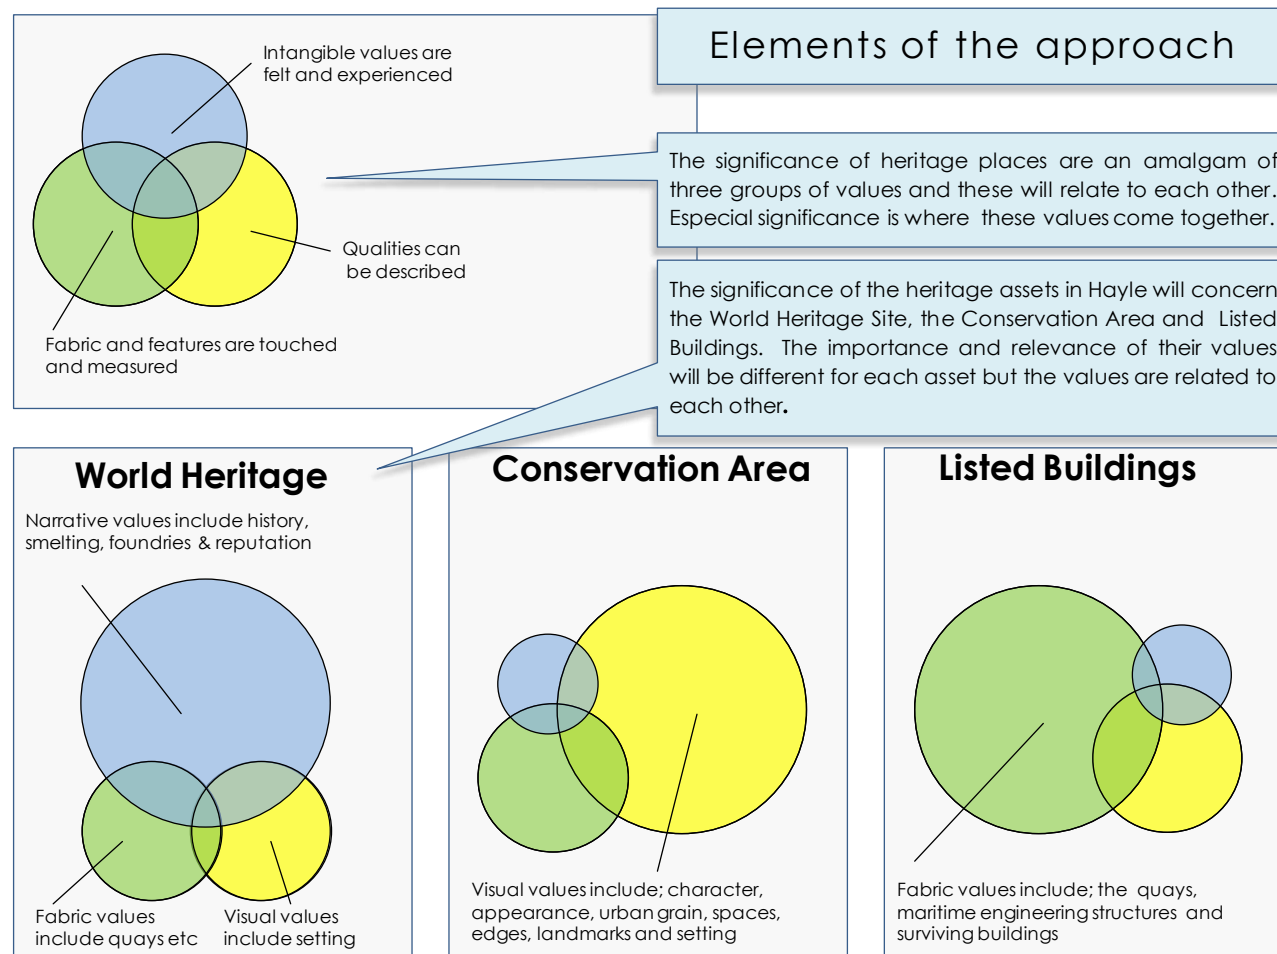 Elements of the approach
Intangible values are
felt and experienced
Qualities can
be described
Fabric and features are touched
and measured
The significance of heritage places are an amalgam of
three groups of values and these will relate to each other.
Especial significance is where these values come together.
The significance of the heritage assets in Hayle will concern
the World Heritage Site, the Conservation Area and Listed
Buildings. The importance and relevance of their values
will be different for each asset but the values are related to
each other.
World Heritage
Narrative values include history,
smelting, foundries & reputation
Fabric values
include quays etc
Visual values
include setting
Conservation Area
Visual values include; character,
appearance, urban grain, spaces,
edges, landmarks and setting
Listed Buildings
Fabric values include; the quays,
maritime engineering structures and
surviving buildings